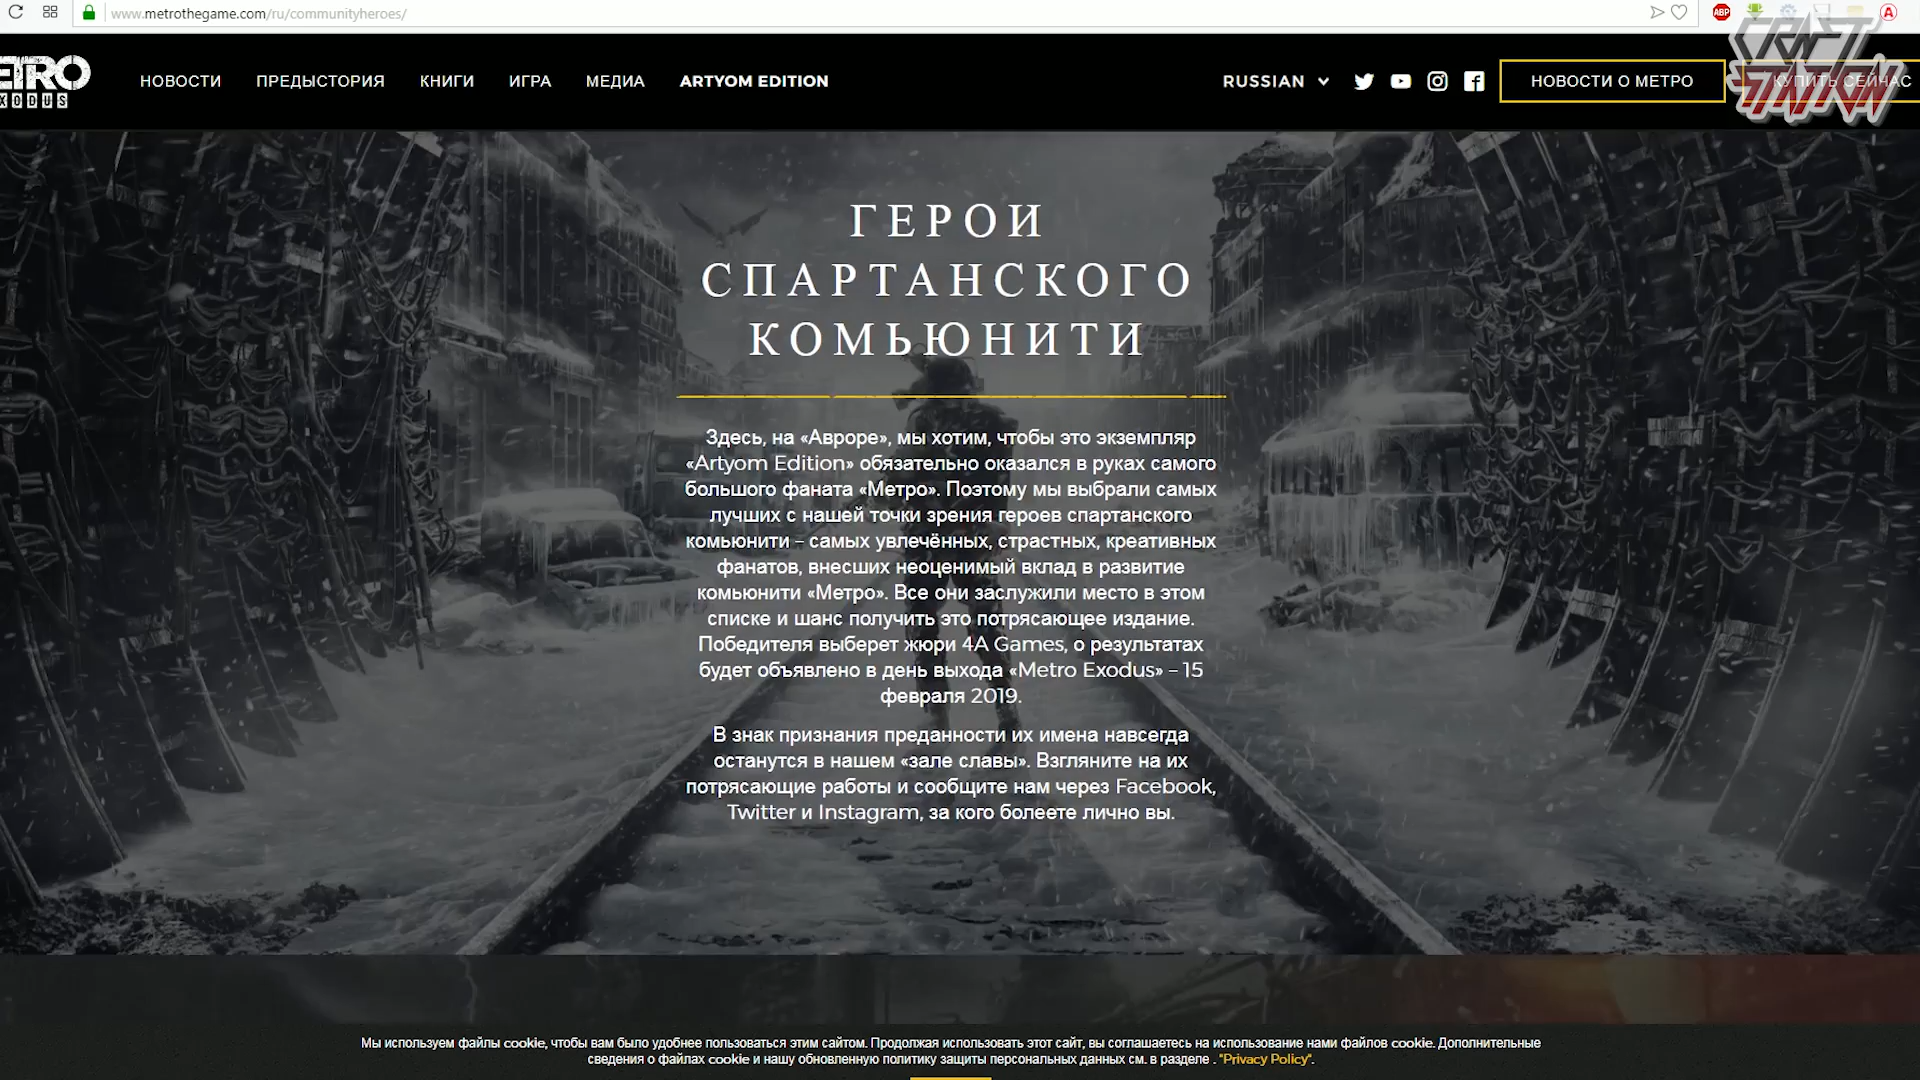 www.metrothegame.com/ru/communityheroes/
ABP
НОВОСТИ ПРЕДЫСТОРИЯ КНИГИ ИГРА МЕДИА ARTYOM EDITION RUSSIAN НОВОСТИ О МЕТРО КУПИТЬ СЕЙЧАС
EXODUS
ГЕРОИ
СПАРТАНСКОГО
КОМЬЮНИТИ
Здесь, на «Авроре», мы хотим, чтобы это экземпляр
«Artyom Edition» обязательно оказался в руках самого
большого фаната «Метро». Поэтому мы выбрали самых
лучших с нашей точки зрения героев спартанского
комьюнити – самых увлечённых, страстных, креативных
фанатов, внесших неоценимый вклад в развитие
комьюнити «Метро». Все они заслужили место в этом
списке и шанс получить это потрясающее издание.
Победителя выберет жюри 4A Games, о результатах
будет объявлено в день выхода «Metro Exodus» – 15
февраля 2019.
В знак признания преданности их имена навсегда
останутся в нашем «зале славы». Взгляните на их
потрясающие работы и сообщите нам через Facebook,
Twitter и Instagram, за кого болеете лично вы.
Мы используем файлы cookie, чтобы вам было удобнее пользоваться этим сайтом. Продолжая использовать этот сайт, вы соглашаетесь на использование нами файлов cookie. Дополнительные
сведения о файлах cookie и нашу обновленную политику защиты персональных данных см. в разделе . "Privacy Policy".